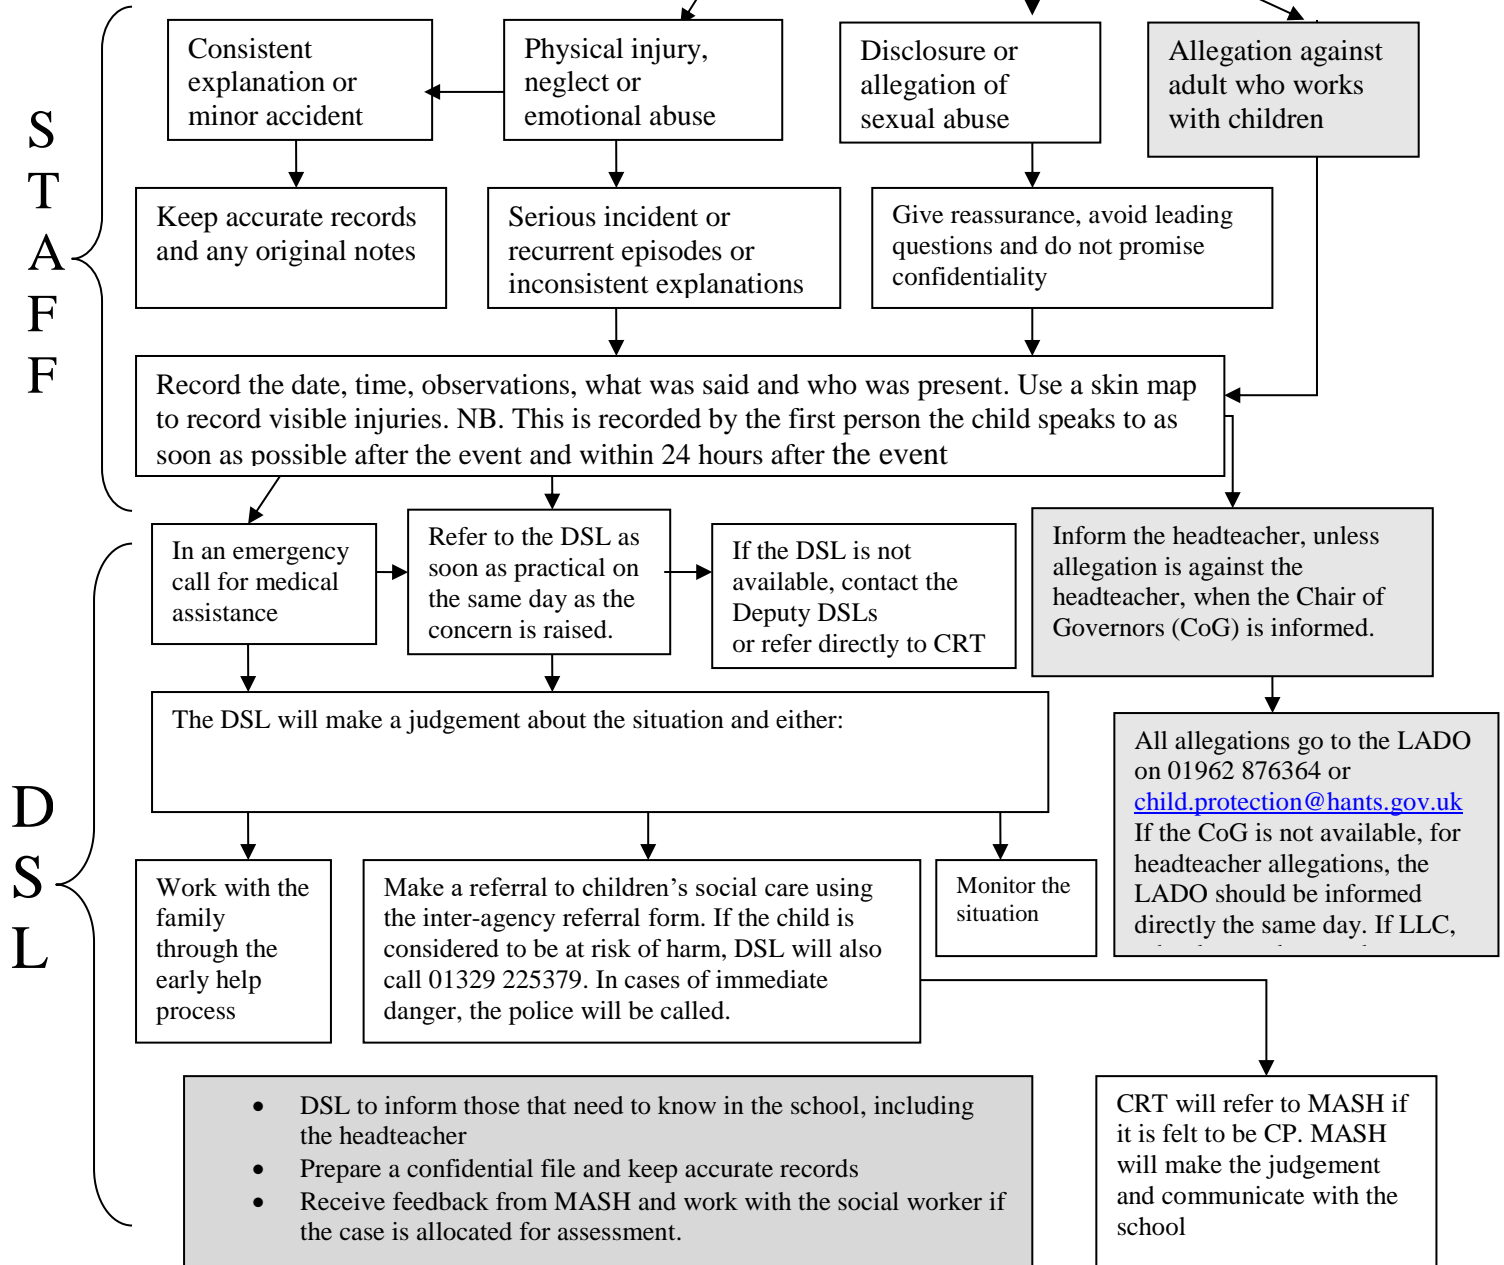 Consistent
explanation or
minor accident
Physical injury,
neglect or
emotional abuse
Disclosure or
allegation of
sexual abuse
Allegation against
adult who works
with children
S
T
A
F
F
Keep accurate records
and any original notes
Serious incident or
recurrent episodes or
inconsistent explanations
Give reassurance, avoid leading
questions and do not promise
confidentiality
Record the date, time, observations, what was said and who was present. Use a skin map
to record visible injuries. NB. This is recorded by the first person the child speaks to as
soon as possible after the event and within 24 hours after the event
In an emergency
call for medical
assistance
Refer to the DSL as
soon as practical on
the same day as the
concern is raised.
If the DSL is not
available, contact the
Deputy DSLs
or refer directly to CRT
Inform the headteacher, unless
allegation is against the
headteacher, when the Chair of
Governors (CoG) is informed.
The DSL will make a judgement about the situation and either:
All allegations go to the LADO
on 01962 876364 or
child.protection@hants.gov.uk
If the CoG is not available, for
headteacher allegations, the
LADO should be informed
directly the same day. If LLC,
D
S
L
Work with the
family
through the
early help
process
Make a referral to children’s social care using
the inter-agency referral form. If the child is
considered to be at risk of harm, DSL will also
call 01329 225379. In cases of immediate
danger, the police will be called.
Monitor the
situation
• DSL to inform those that need to know in the school, including
the headteacher
• Prepare a confidential file and keep accurate records
• Receive feedback from MASH and work with the social worker if
the case is allocated for assessment.
CRT will refer to MASH if
it is felt to be CP. MASH
will make the judgement
and communicate with the
school